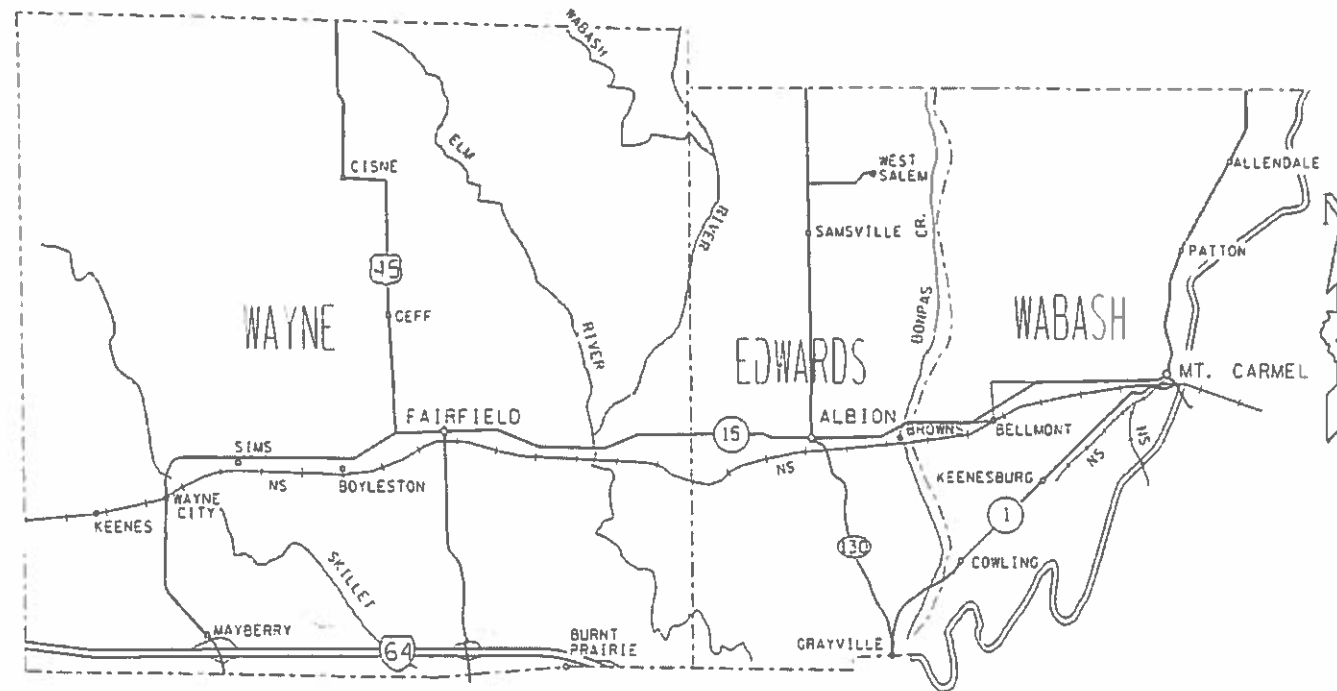 WABASH
ELM
CISNE
WEST
SALEM
ALLENDALE
N
RIVER
SAMSVILLE
CR.
PATTON
45
GEFF
WAYNE
BONPAS
WABASH
RIVER
EDWARDS
MT. CARMEL
FAIRFIELD
15
ALBION
BROWNS
BELLMONT
SIMS
NS
BOYLESTON
NS
NS
NS
KEENESBURG
WAYNE
CITY
KEENES
1
SKILLET
130
COWLING
MAYBERRY
64
BURNT
PRAIRIE
GRAYVILLE